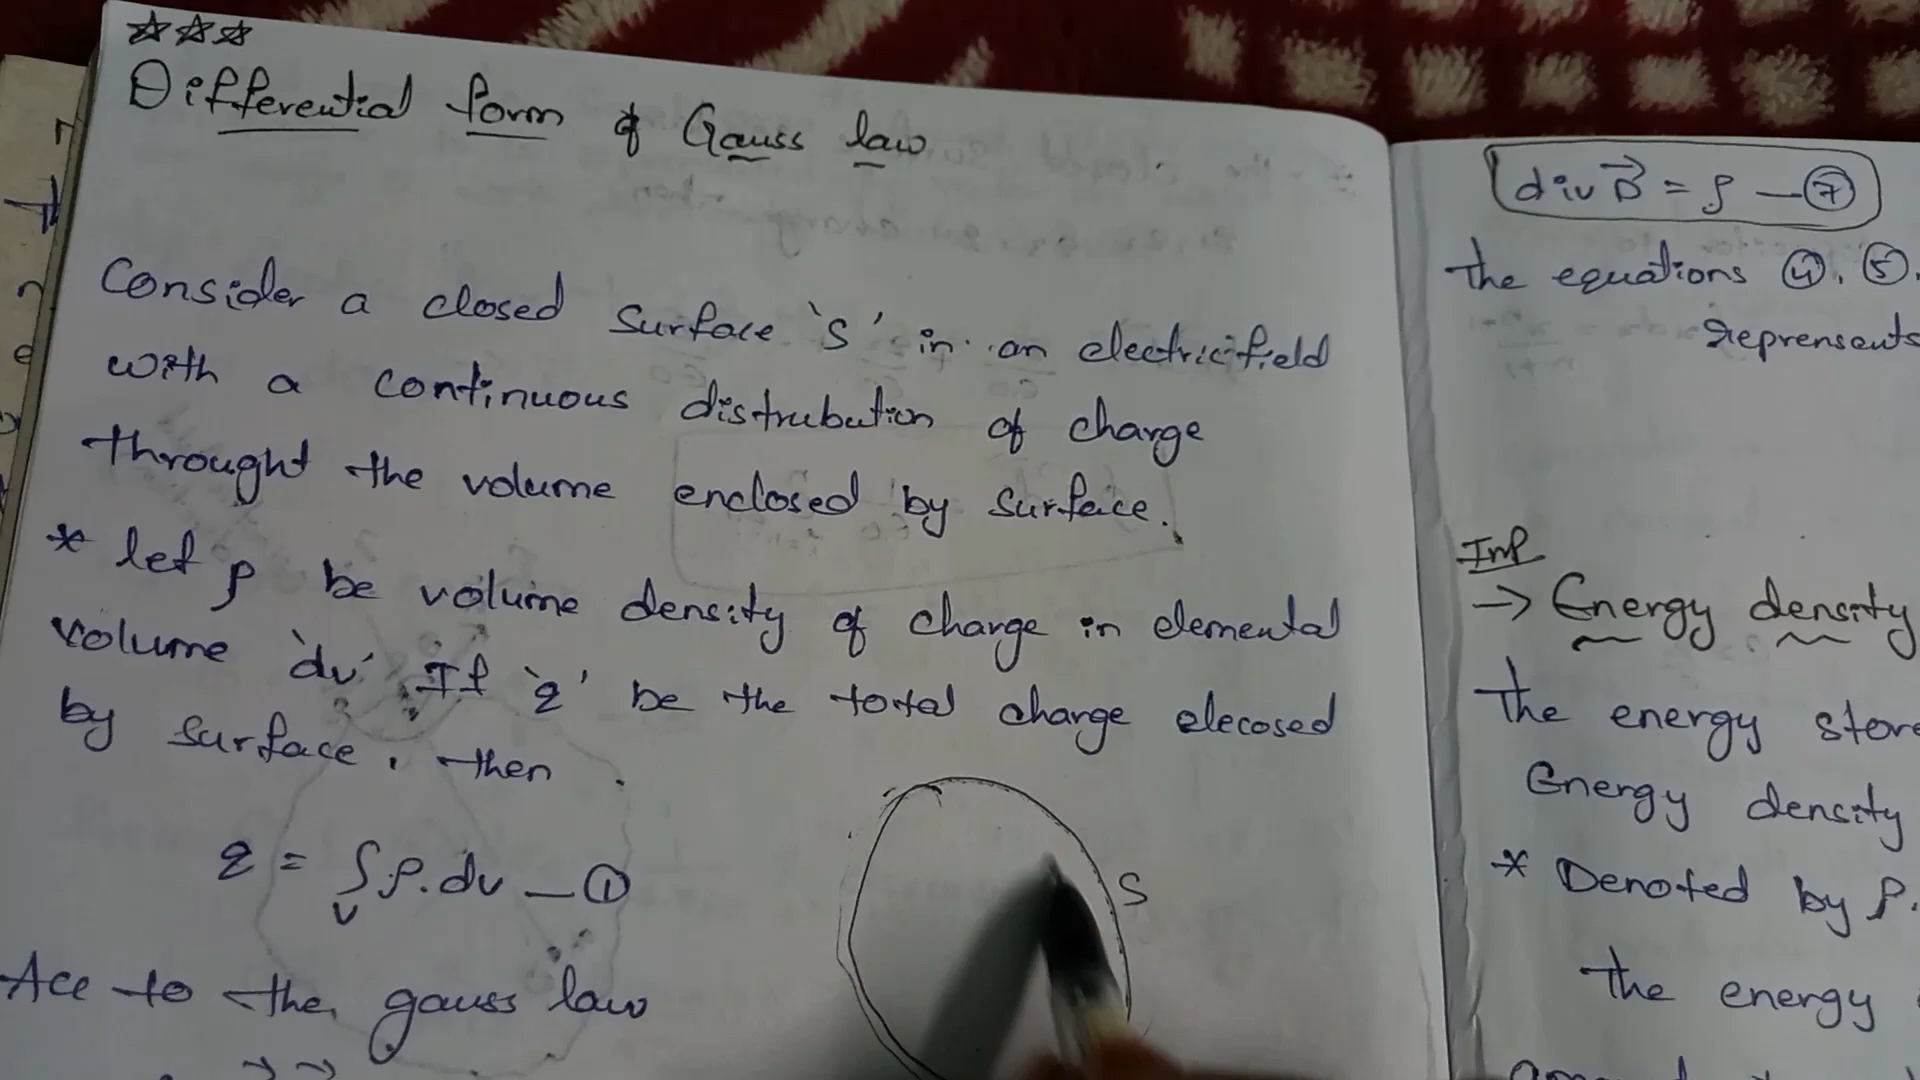 Differential form of Gauss law
Consider a closed surface 's' in an electric field
with a continuous distrubution of charge
throught the volume enclosed by surface.
* let ρ be volume density of charge in elemental
volume 'dv' If 'q' be the total charge elecosed
by surface, then
q = ∫ᵥ ρ.dv — ①
S
Acc to the gauss law
div D⃗ = ρ — ⑦
the equations ④, ⑤,
reprensents
Imp
→ Energy density
The energy store
Energy density
* Denoted by ρ.
the energy